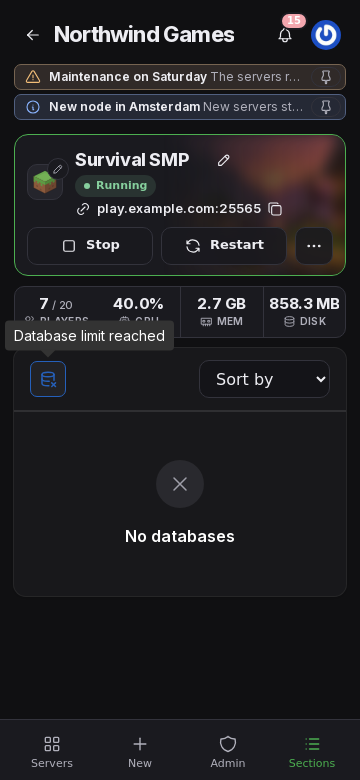 Northwind Games
15
Maintenance on Saturday The servers r...
New node in Amsterdam New servers st...
Survival SMP
Running
play.example.com:25565
Stop
Restart
7 / 20
40.0%
2.7 GB
858.3 MB
MEM
DISK
Database limit reached
Sort by
No databases
Servers
New
Admin
Sections